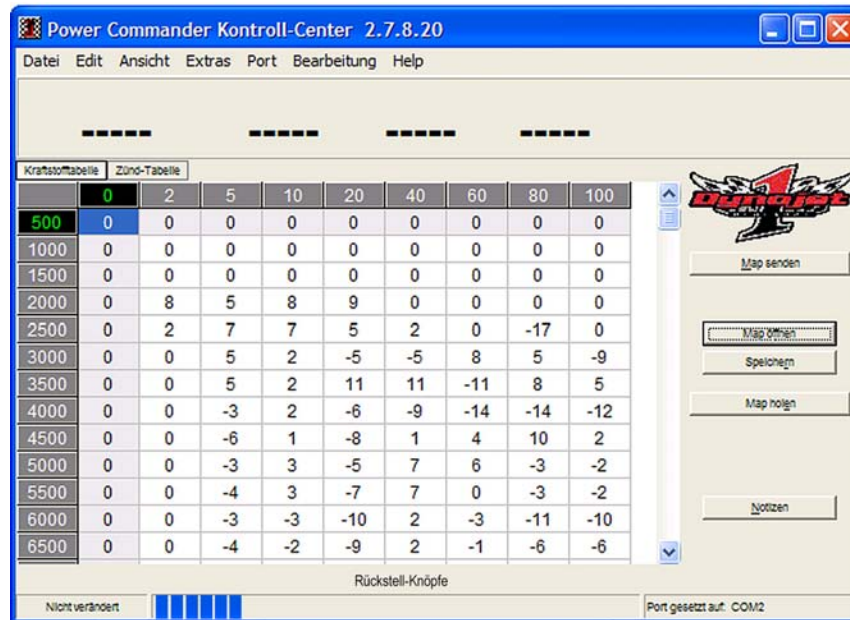 Power Commander Kontroll-Center 2.7.8.20
Datei Edit Ansicht Extras Port Bearbeitung Help
----- ----- ----- -----
Kraftstofftabelle Zünd-Tabelle
0 2 5 10 20 40 60 80 100
500 0 0 0 0 0 0 0 0 0
1000 0 0 0 0 0 0 0 0 0
1500 0 0 0 0 0 0 0 0 0
2000 0 8 5 8 9 0 0 0 0
2500 0 2 7 7 5 2 0 -17 0
3000 0 0 5 2 -5 -5 8 5 -9
3500 0 0 5 2 11 11 -11 8 5
4000 0 0 -3 2 -6 -9 -14 -14 -12
4500 0 0 -6 1 -8 1 4 10 2
5000 0 0 -3 3 -5 7 6 -3 -2
5500 0 0 -4 3 -7 7 0 -3 -2
6000 0 0 -3 -3 -10 2 -3 -11 -10
6500 0 0 -4 -2 -9 2 -1 -6 -6
Dynojet
1
Map senden
Map öffnen
Speichern
Map holen
Notizen
Rückstell-Knöpfe
Nicht verändert
Port gesetzt auf: COM2